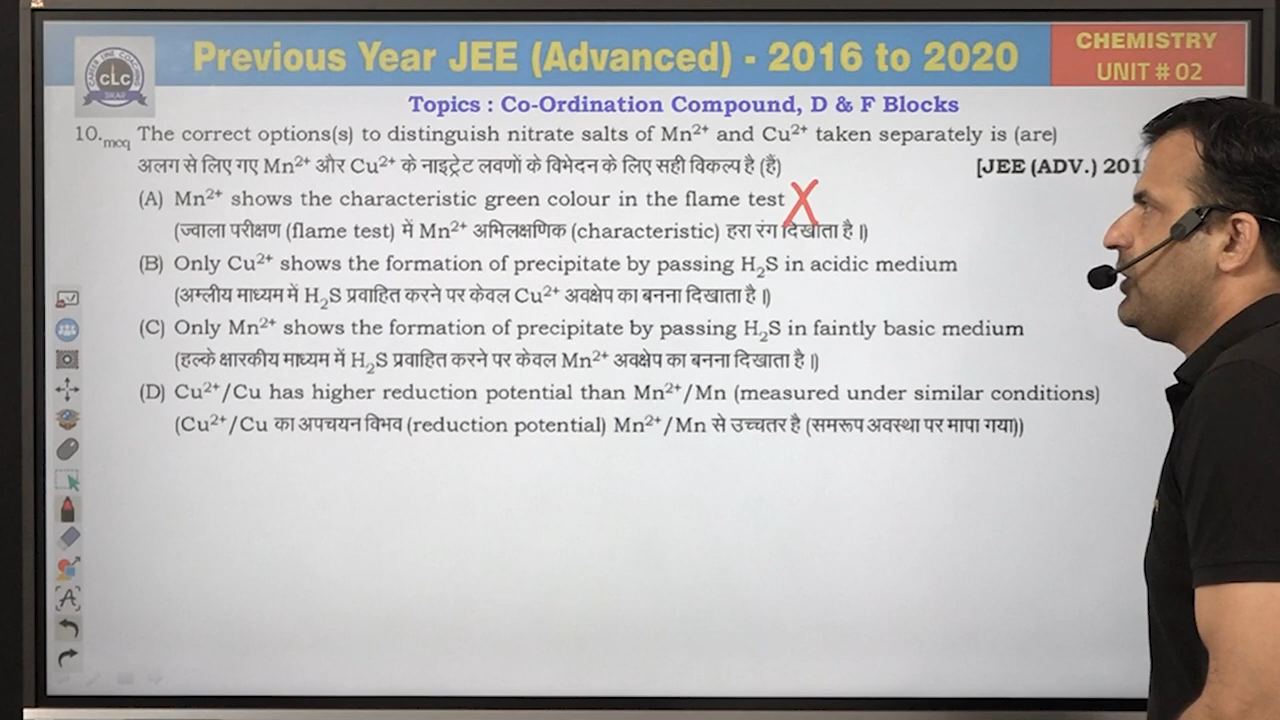 Previous Year JEE (Advanced) - 2016 to 2020
CHEMISTRY
UNIT # 02
CLC
Topics : Co-Ordination Compound, D & F Blocks
10.mcq The correct options(s) to distinguish nitrate salts of Mn²⁺ and Cu²⁺ taken separately is (are)
अलग से लिए गए Mn²⁺ और Cu²⁺ के नाइट्रेट लवणों के विभेदन के लिए सही विकल्प है (हैं)
[JEE (ADV.) 201
(A) Mn²⁺ shows the characteristic green colour in the flame test X
(ज्वाला परीक्षण (flame test) में Mn²⁺ अभिलक्षणिक (characteristic) हरा रंग दिखाता है।)
(B) Only Cu²⁺ shows the formation of precipitate by passing H₂S in acidic medium
(अम्लीय माध्यम में H₂S प्रवाहित करने पर केवल Cu²⁺ अवक्षेप का बनना दिखाता है।)
(C) Only Mn²⁺ shows the formation of precipitate by passing H₂S in faintly basic medium
(हल्के क्षारकीय माध्यम में H₂S प्रवाहित करने पर केवल Mn²⁺ अवक्षेप का बनना दिखाता है।)
(D) Cu²⁺/Cu has higher reduction potential than Mn²⁺/Mn (measured under similar conditions)
(Cu²⁺/Cu का अपचयन विभव (reduction potential) Mn²⁺/Mn से उच्चतर है (समरूप अवस्था पर मापा गया))